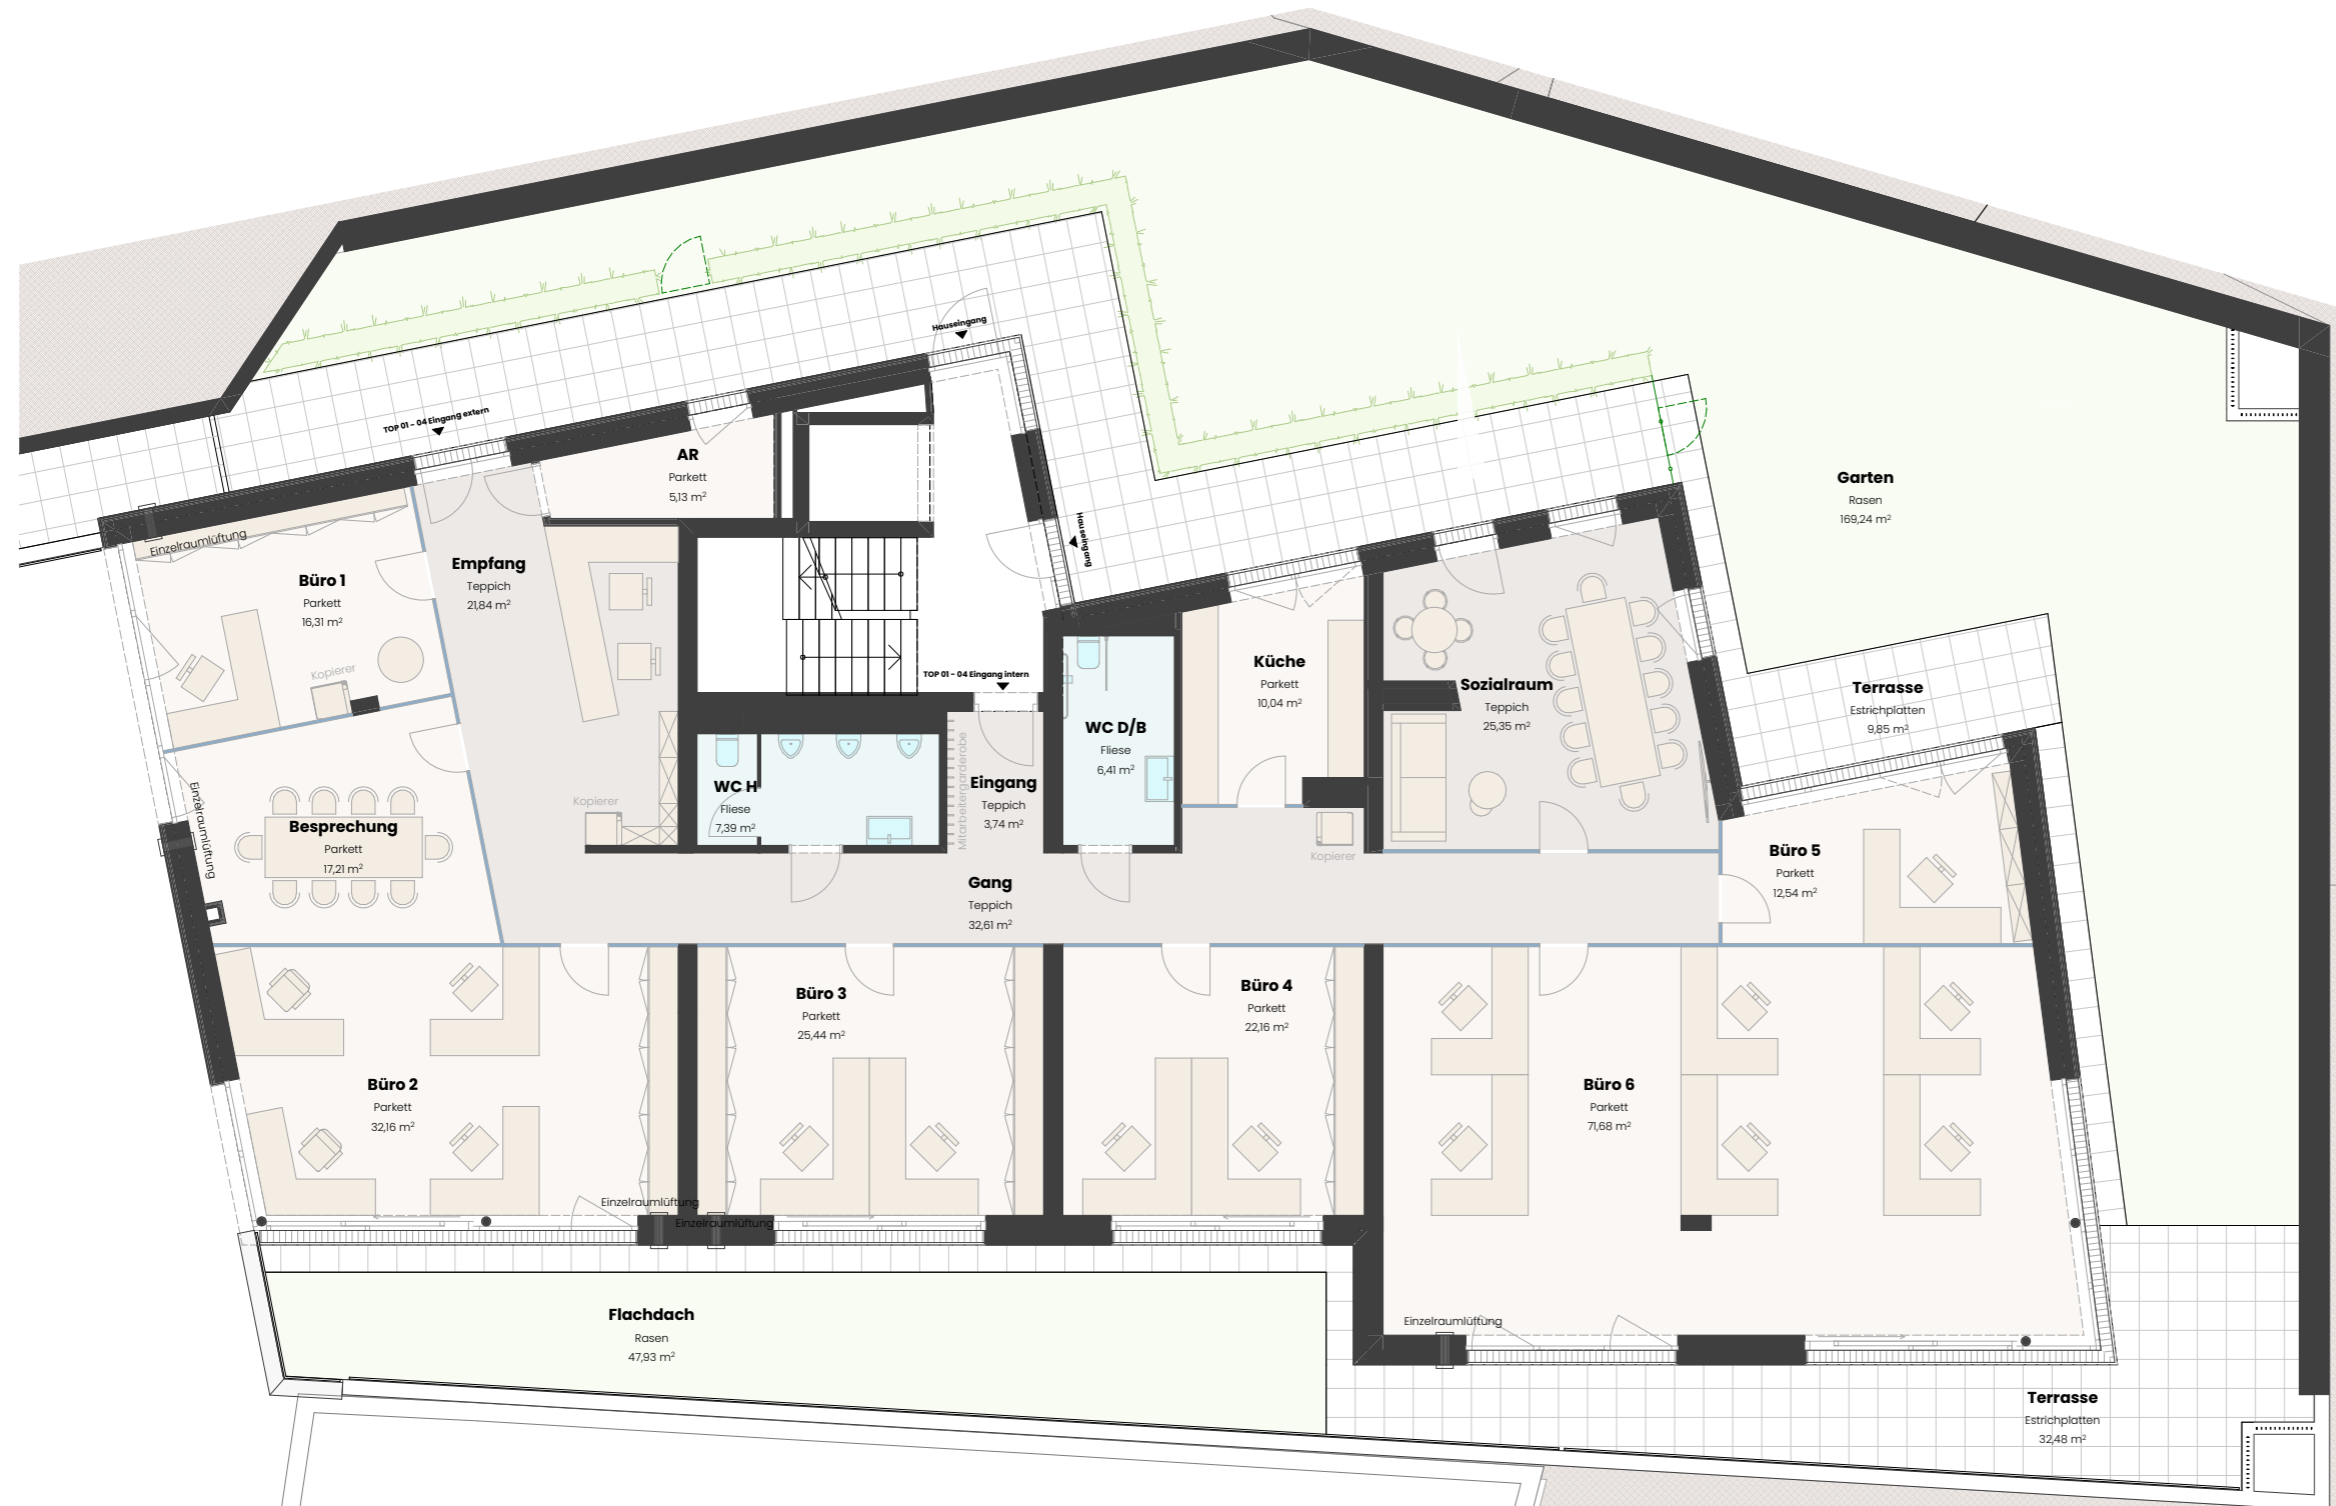 Hauseingang
TOP 01 - 04 Eingang extern
AR
Parkett
5,13 m²
Garten
Rasen
169,24 m²
Einzelraumlüftung
Empfang
Teppich
21,84 m²
Hauseingang
Büro 1
Parkett
16,31 m²
Kopierer
TOP 01 - 04 Eingang intern
Küche
Parkett
10,04 m²
Sozialraum
Teppich
25,35 m²
Terrasse
Estrichplatten
9,85 m²
WC D/B
Fliese
6,41 m²
Einzelraumlüftung
Besprechung
Parkett
17,21 m²
Kopierer
WC H
Fliese
7,39 m²
Mitarbeitergarderobe
Eingang
Teppich
3,74 m²
Kopierer
Büro 5
Parkett
12,54 m²
Gang
Teppich
32,61 m²
Büro 2
Parkett
32,16 m²
Büro 3
Parkett
25,44 m²
Büro 4
Parkett
22,16 m²
Büro 6
Parkett
71,68 m²
Einzelraumlüftung
Einzelraumlüftung
Flachdach
Rasen
47,93 m²
Einzelraumlüftung
Terrasse
Estrichplatten
32,48 m²